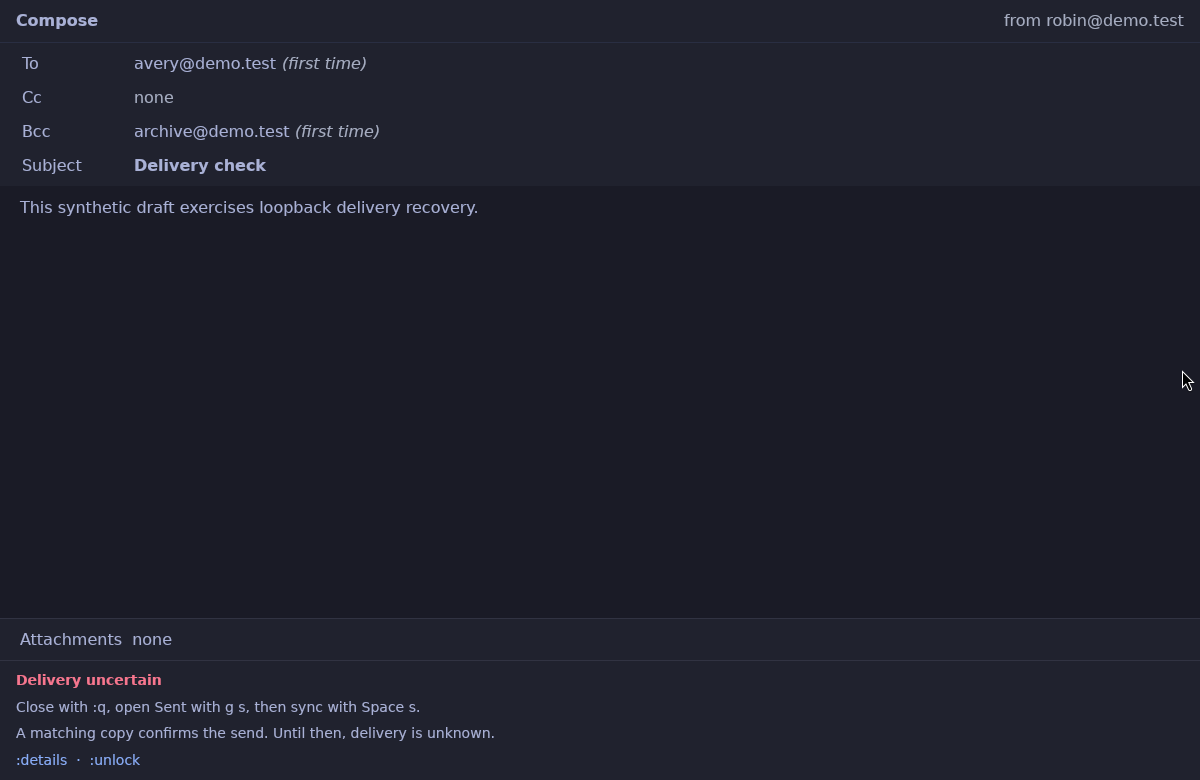 Compose from robin@demo.test
To avery@demo.test (first time)
Cc none
Bcc archive@demo.test (first time)
Subject Delivery check
This synthetic draft exercises loopback delivery recovery.
Attachments none
Delivery uncertain
Close with :q, open Sent with g s, then sync with Space s.
A matching copy confirms the send. Until then, delivery is unknown.
:details · :unlock